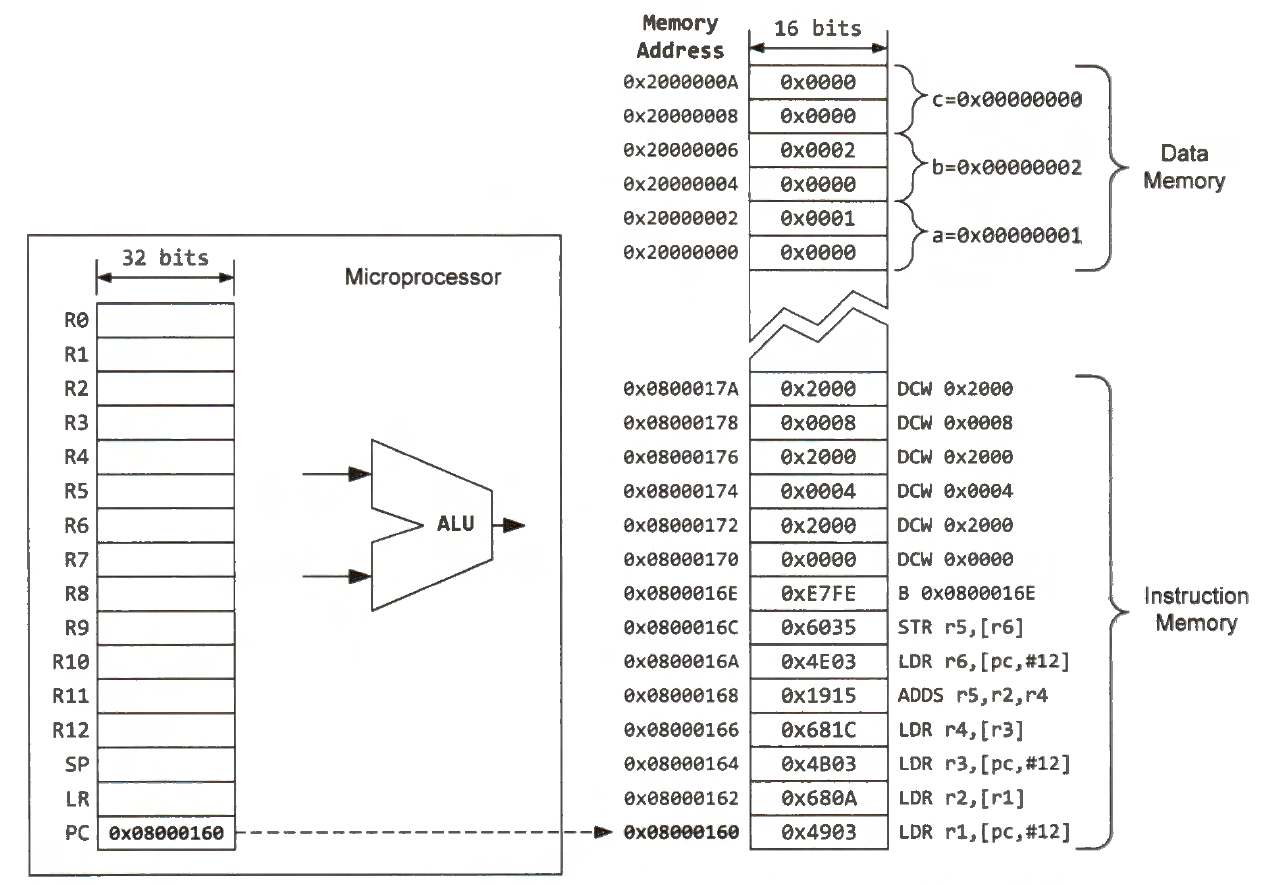 Memory Address
16 bits
0x2000000A 0x0000
c=0x00000000
0x20000008 0x0000
0x20000006 0x0002
b=0x00000002
0x20000004 0x0000
0x20000002 0x0001
a=0x00000001
0x20000000 0x0000
Data Memory
32 bits
Microprocessor
R0
R1
R2
R3
R4
R5
R6
R7
R8
R9
R10
R11
R12
SP
LR
PC 0x08000160
ALU
0x0800017A 0x2000 DCW 0x2000
0x08000178 0x0008 DCW 0x0008
0x08000176 0x2000 DCW 0x2000
0x08000174 0x0004 DCW 0x0004
0x08000172 0x2000 DCW 0x2000
0x08000170 0x0000 DCW 0x0000
0x0800016E 0xE7FE B 0x0800016E
0x0800016C 0x6035 STR r5,[r6]
0x0800016A 0x4E03 LDR r6,[pc,#12]
0x08000168 0x1915 ADDS r5,r2,r4
0x08000166 0x681C LDR r4,[r3]
0x08000164 0x4B03 LDR r3,[pc,#12]
0x08000162 0x680A LDR r2,[r1]
0x08000160 0x4903 LDR r1,[pc,#12]
Instruction Memory